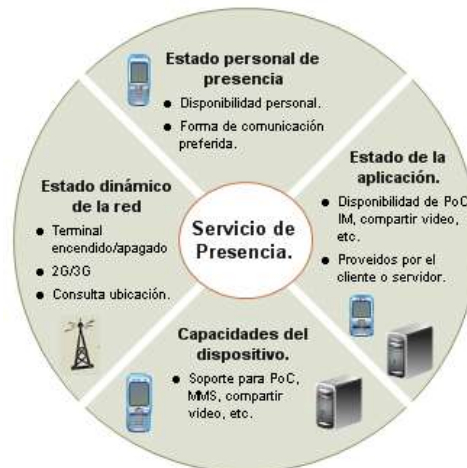 Estado personal de
presencia
● Disponibilidad personal.
● Forma de comunicación
preferida.
Estado de la
aplicación.
● Disponibilidad de PoC,
IM, compartir video,
etc.
● Proveidos por el
cliente o servidor.
Estado dinámico
de la red
● Terminal
encendido/apagado
● 2G/3G
● Consulta ubicación.
Servicio de
Presencia.
Capacidades del
dispositivo.
● Soporte para PoC,
MMS, compartir
video, etc.